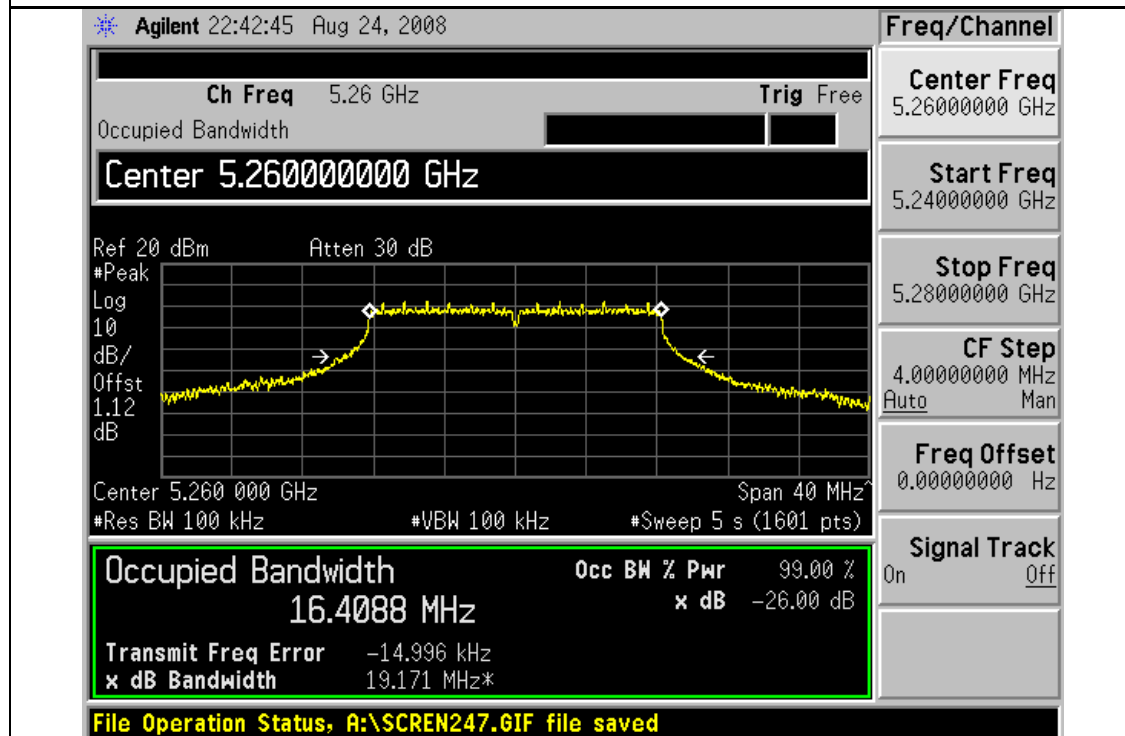 Agilent 22:42:45 Aug 24, 2008
Freq/Channel
Ch Freq 5.26 GHz Trig Free
Occupied Bandwidth
Center 5.260000000 GHz
Ref 20 dBm Atten 30 dB
#Peak
Log
10
dB/
Offst
1.12
dB
Center 5.260 000 GHz Span 40 MHz^
#Res BW 100 kHz #VBW 100 kHz #Sweep 5 s (1601 pts)
Occupied Bandwidth Occ BW % Pwr 99.00 %
16.4088 MHz x dB -26.00 dB
Transmit Freq Error -14.996 kHz
x dB Bandwidth 19.171 MHz*
File Operation Status, A:\SCREN247.GIF file saved
Center Freq
5.26000000 GHz
Start Freq
5.24000000 GHz
Stop Freq
5.28000000 GHz
CF Step
4.00000000 MHz
Auto Man
Freq Offset
0.00000000 Hz
Signal Track
On Off